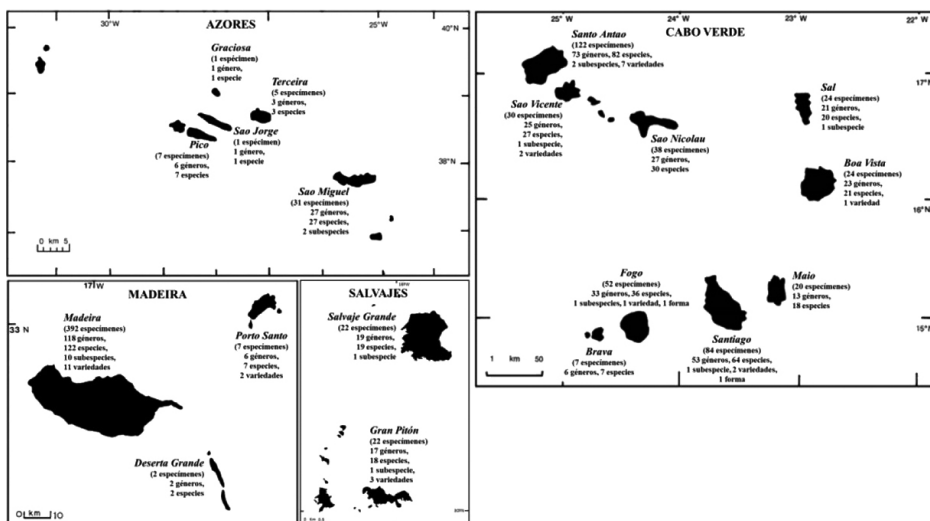 AZORES
30°W
25°W
40°N
38°N
Graciosa
(1 espécimen)
1 género,
1 especie
Terceira
(5 especímenes)
3 géneros,
3 especies
Sao Jorge
(1 espécimen)
1 género,
1 especie
Pico
(7 especímenes)
6 géneros,
7 especies
Sao Miguel
(31 especímenes)
27 géneros,
27 especies,
2 subespecies
0 km 5
MADEIRA
17°W
33 N
Madeira
(392 especímenes)
118 géneros,
122 especies,
10 subespecies,
11 variedades
Porto Santo
(7 especímenes)
6 géneros,
7 especies,
2 variedades
Deserta Grande
(2 especímenes)
2 géneros,
2 especies
0 km 10
SALVAJES
Salvaje Grande
(22 especímenes)
19 géneros,
19 especies,
1 subespecie
Gran Pitón
(22 especímenes)
17 géneros,
18 especies,
1 subespecie,
3 variedades
CABO VERDE
25°W
24°W
23°W
22°W
17°N
16°N
15°N
Santo Antao
(122 especímenes)
73 géneros, 82 especies,
2 subespecies, 7 variedades
Sao Vicente
(30 especímenes)
25 géneros,
27 especies,
1 subespecie,
2 variedades
Sao Nicolau
(38 especímenes)
27 géneros,
30 especies
Sal
(24 especímenes)
21 géneros,
20 especies,
1 subespecie
Boa Vista
(24 especímenes)
23 géneros,
21 especies,
1 variedad
Maio
(20 especímenes)
13 géneros,
18 especies
Fogo
(52 especímenes)
33 géneros, 36 especies,
1 subespecies, 1 variedad, 1 forma
Brava
(7 especímenes)
6 géneros, 7 especies
Santiago
(84 especímenes)
53 géneros, 64 especies,
1 subespecie, 2 variedades,
1 forma
1 km 50